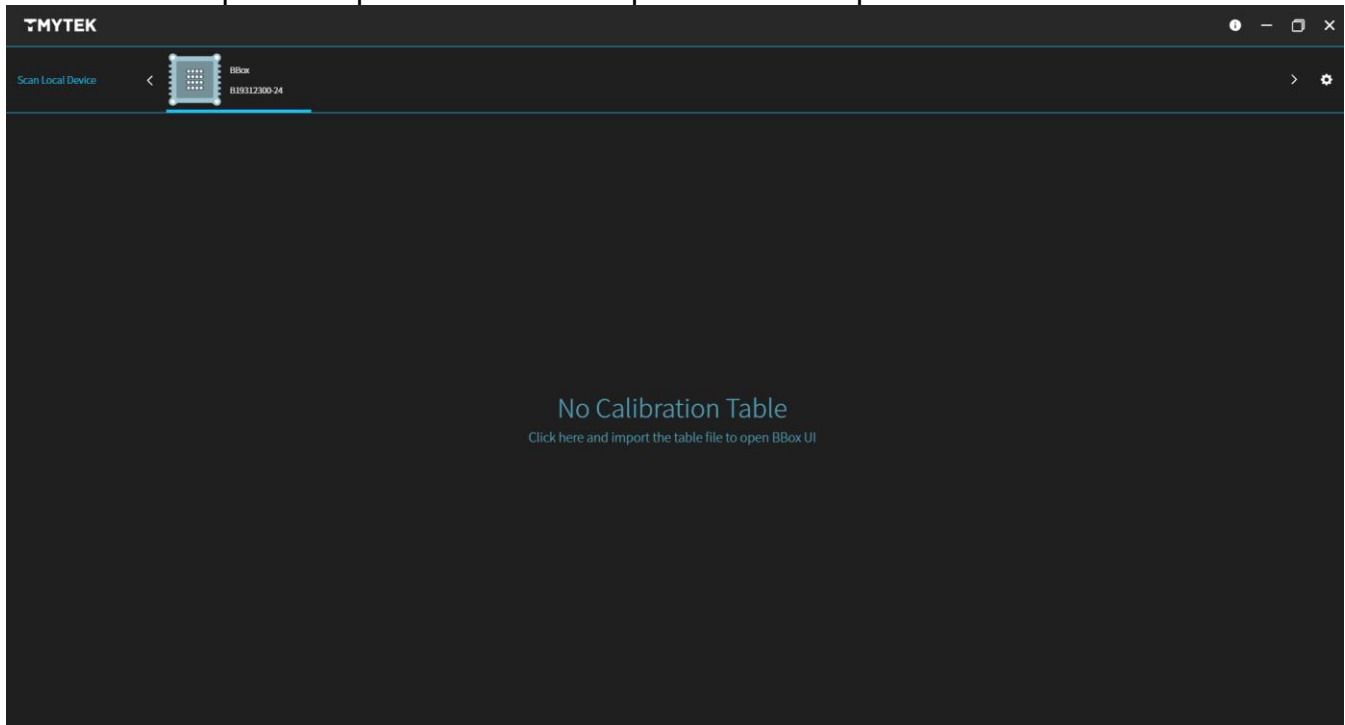 TMYTEK
Scan Local Device
BBox
B19312300-24
No Calibration Table
Click here and import the table file to open BBox UI